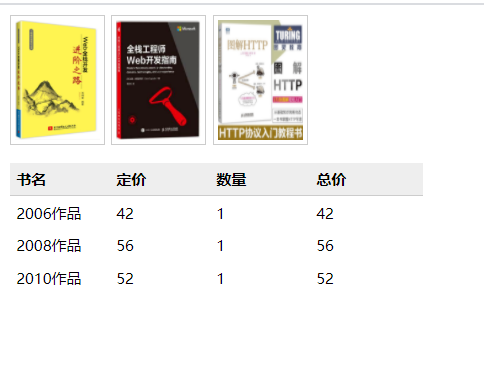 Web全栈开发
进阶之路
Microsoft
全栈工程师
Web开发指南
图解HTTP
TURING
图解
HTTP
HTTP协议入门教程书
书名 定价 数量 总价
2006作品 42 1 42
2008作品 56 1 56
2010作品 52 1 52